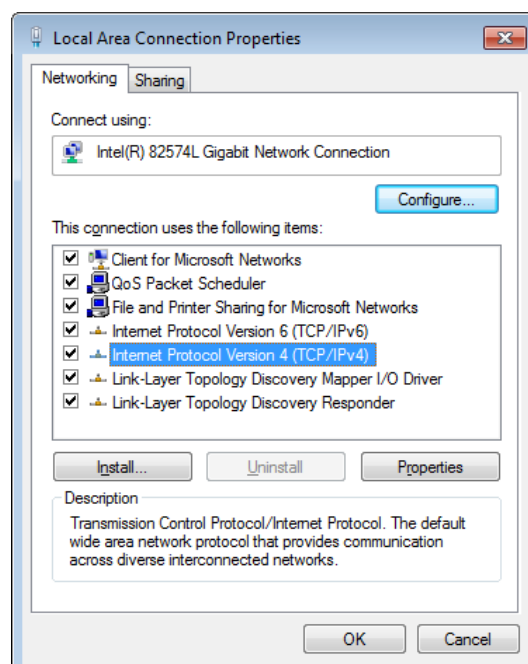 Local Area Connection Properties
Networking
Sharing
Connect using:
Intel(R) 82574L Gigabit Network Connection
Configure...
This connection uses the following items:
Client for Microsoft Networks
QoS Packet Scheduler
File and Printer Sharing for Microsoft Networks
Internet Protocol Version 6 (TCP/IPv6)
Internet Protocol Version 4 (TCP/IPv4)
Link-Layer Topology Discovery Mapper I/O Driver
Link-Layer Topology Discovery Responder
Install...
Uninstall
Properties
Description
Transmission Control Protocol/Internet Protocol. The default
wide area network protocol that provides communication
across diverse interconnected networks.
OK
Cancel